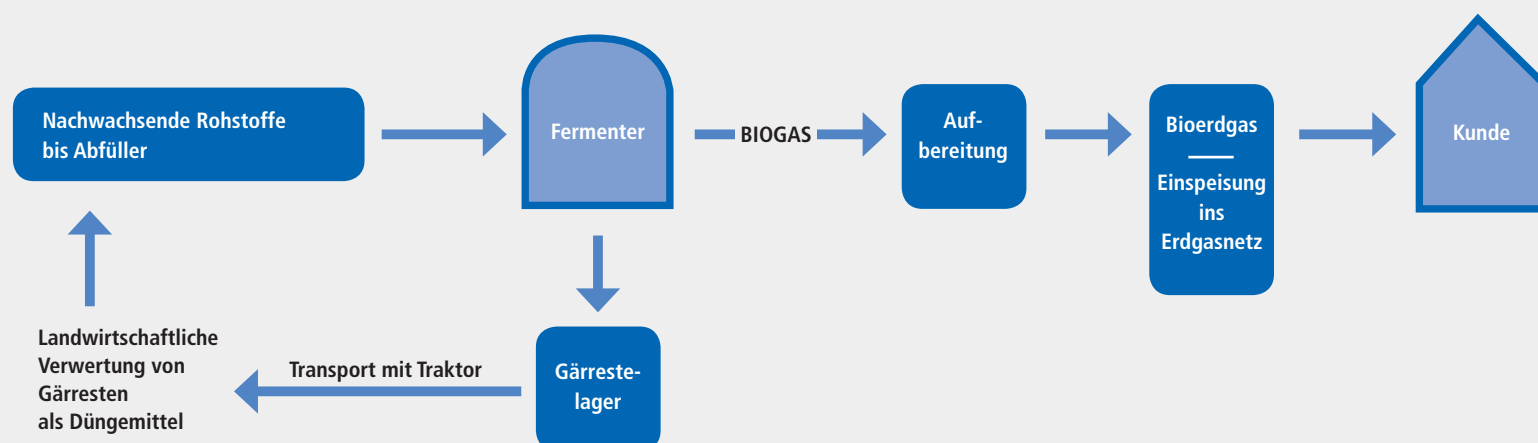 Nachwachsende Rohstoffe
bis Abfüller
Fermenter
BIOGAS
Auf-
bereitung
Bioerdgas
Einspeisung
ins
Erdgasnetz
Kunde
Landwirtschaftliche
Verwertung von
Gärresten
als Düngemittel
Transport mit Traktor
Gärreste-
lager